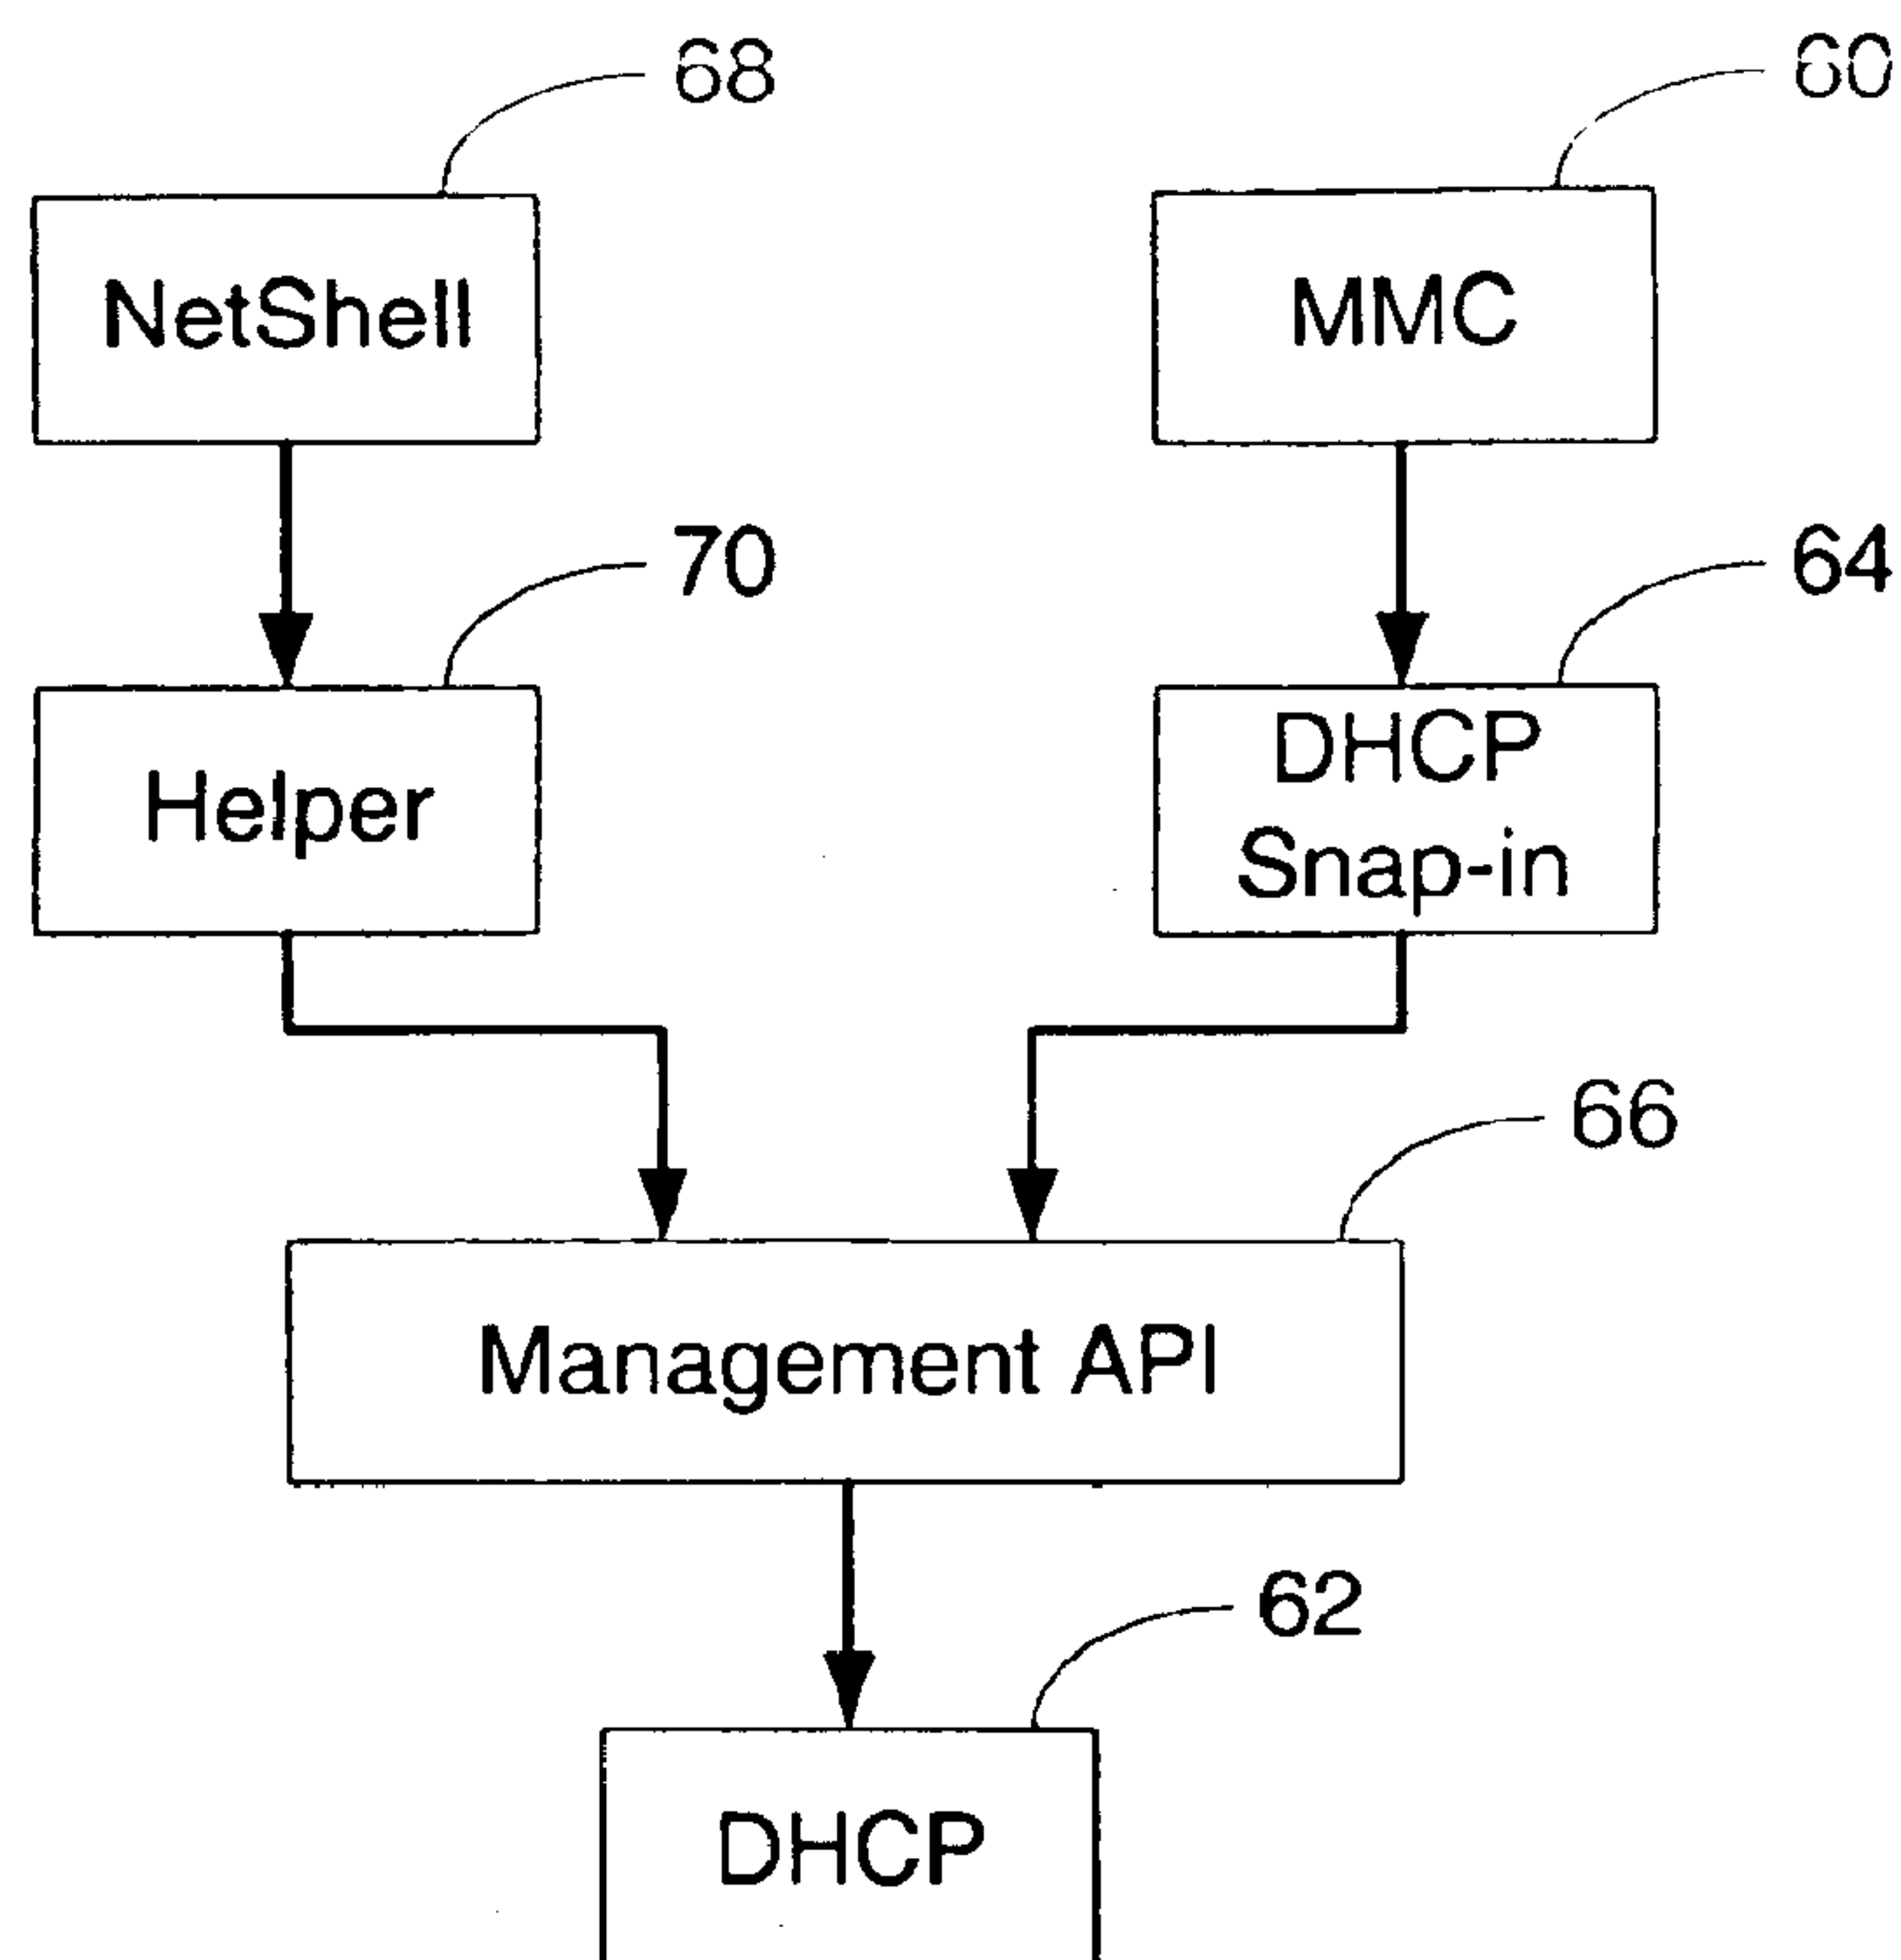 68
60
NetShell
MMC
70
64
Helper
DHCP
Snap-in
66
Management API
62
DHCP